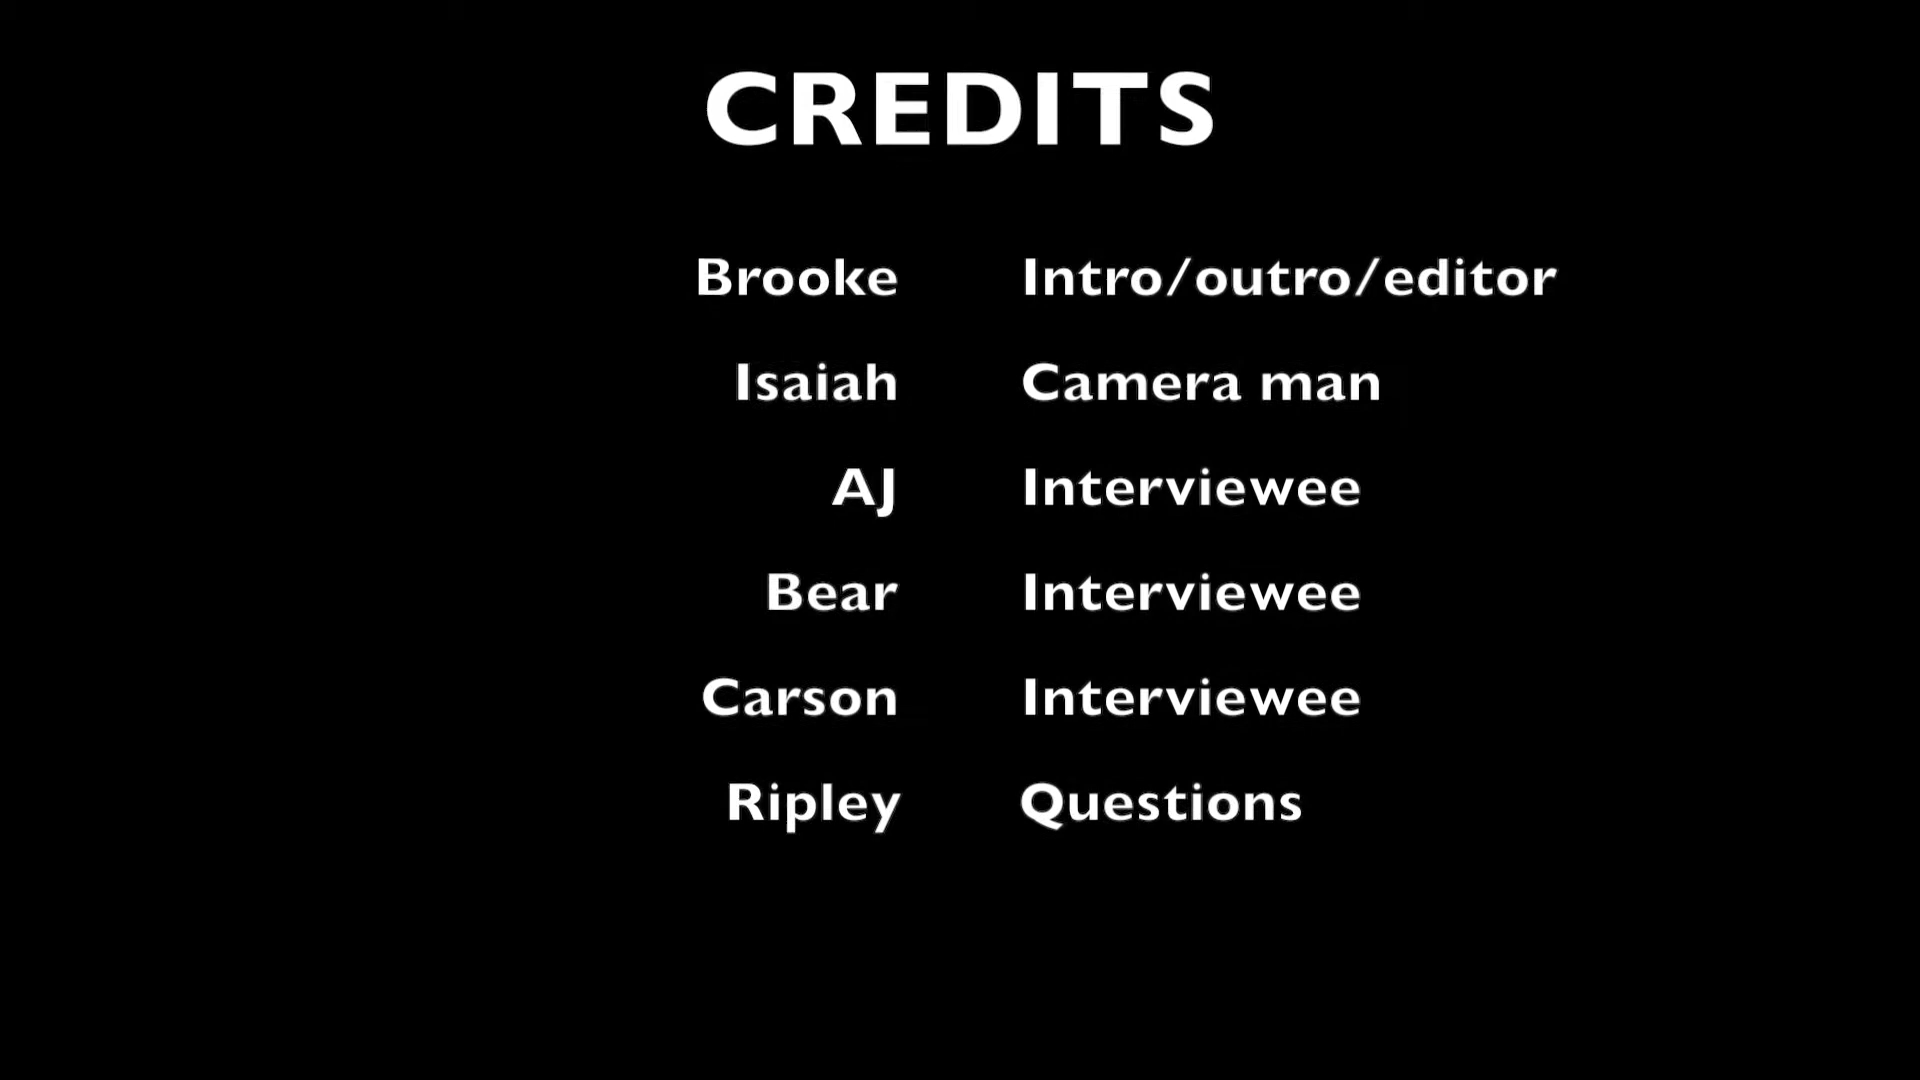 CREDITS
Brooke Intro/outro/editor
Isaiah Camera man
AJ Interviewee
Bear Interviewee
Carson Interviewee
Ripley Questions